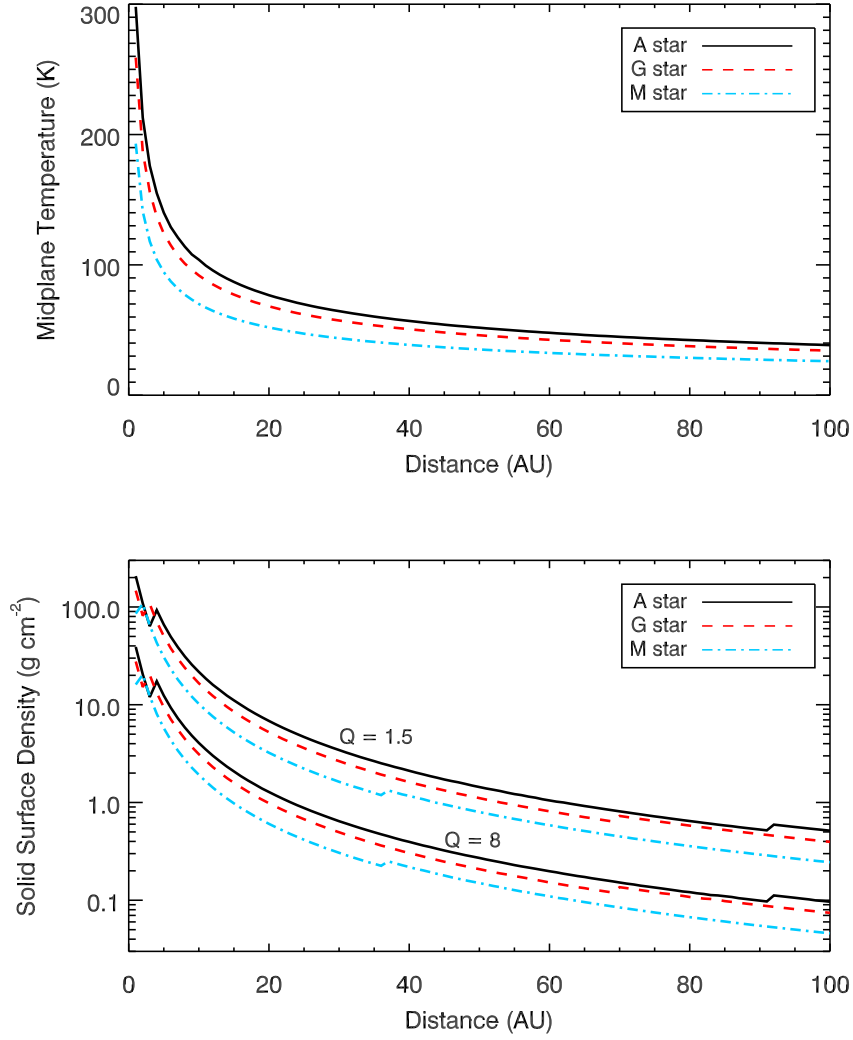 300
200
100
0
Midplane Temperature (K)
A star
G star
M star
0 20 40 60 80 100
Distance (AU)
100.0
10.0
1.0
0.1
Solid Surface Density (g cm⁻²)
A star
G star
M star
Q = 1.5
Q = 8
0 20 40 60 80 100
Distance (AU)